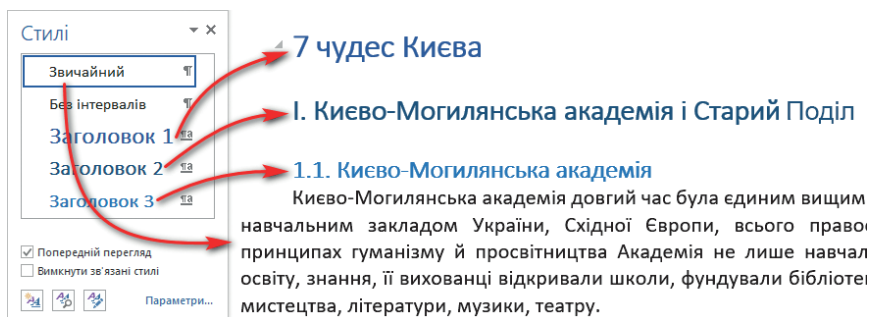 Стилі
Звичайний
Без інтервалів
Заголовок 1
Заголовок 2
Заголовок 3
Попередній перегляд
Вимкнути зв'язані стилі
Параметри...
7 чудес Києва
І. Києво-Могилянська академія і Старий Поділ
1.1. Києво-Могилянська академія
Києво-Могилянська академія довгий час була єдиним вищим
навчальним закладом України, Східної Європи, всього право
принципах гуманізму й просвітництва Академія не лише навчал
освіту, знання, її вихованці відкривали школи, фундували бібліоте
мистецтва, літератури, музики, театру.